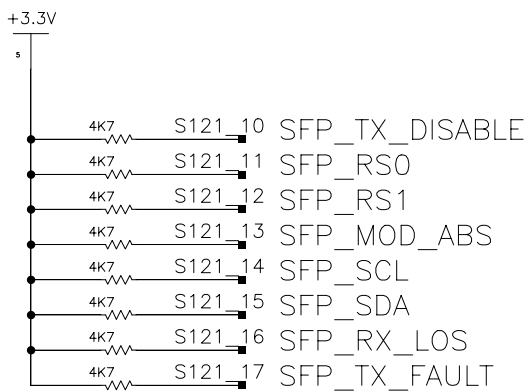 +3.3V
5
4K7 S121_10 SFP_TX_DISABLE
4K7 S121_11 SFP_RS0
4K7 S121_12 SFP_RS1
4K7 S121_13 SFP_MOD_ABS
4K7 S121_14 SFP_SCL
4K7 S121_15 SFP_SDA
4K7 S121_16 SFP_RX_LOS
4K7 S121_17 SFP_TX_FAULT